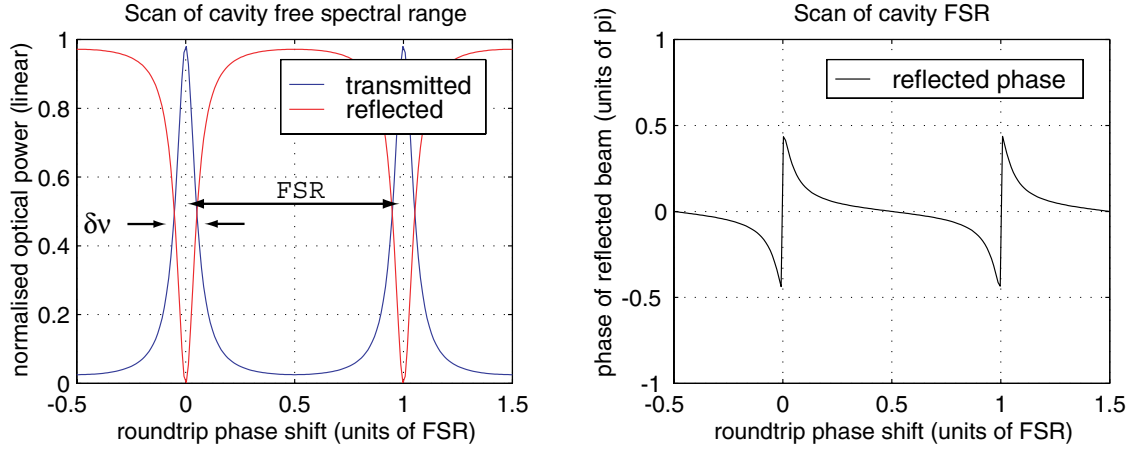 Scan of cavity free spectral range
normalised optical power (linear)
1
0.8
0.6
0.4
0.2
0
transmitted
reflected
FSR
δν
-0.5
0
0.5
1
1.5
roundtrip phase shift (units of FSR)
Scan of cavity FSR
phase of reflected beam (units of pi)
1
0.5
0
-0.5
-1
reflected phase
-0.5
0
0.5
1
1.5
roundtrip phase shift (units of FSR)